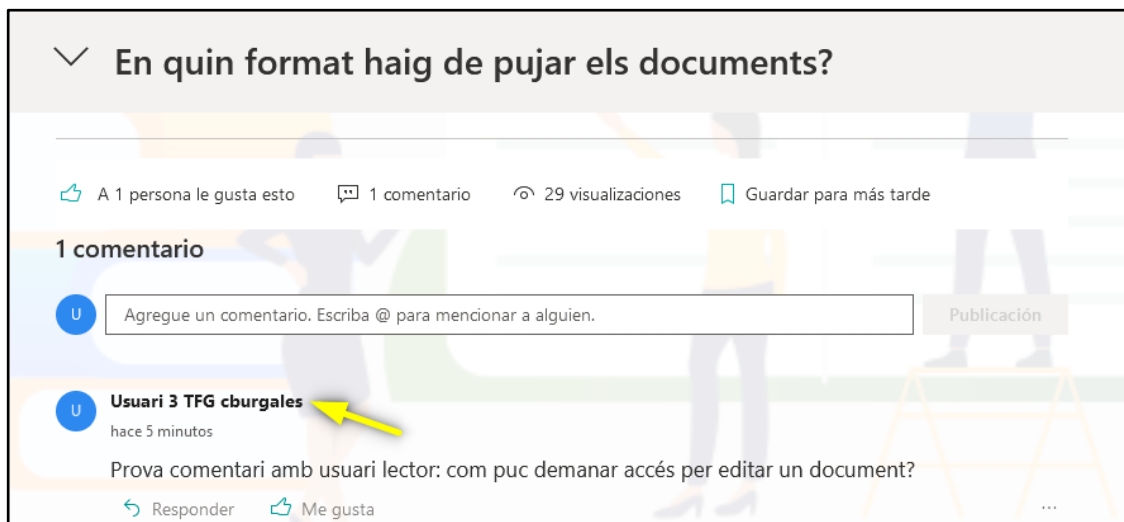 En quin format haig de pujar els documents?
A 1 persona le gusta esto 1 comentario 29 visualizaciones Guardar para más tarde
1 comentario
U Agregue un comentario. Escriba @ para mencionar a alguien. Publicación
U Usuari 3 TFG cburgales
hace 5 minutos
Prova comentari amb usuari lector: com puc demanar accés per editar un document?
Responder Me gusta ...